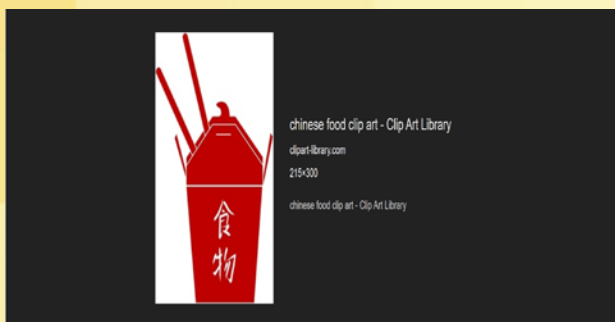 食
物
chinese food clip art - Clip Art Library
clipart-library.com
215×300
chinese food clip art - Clip Art Library